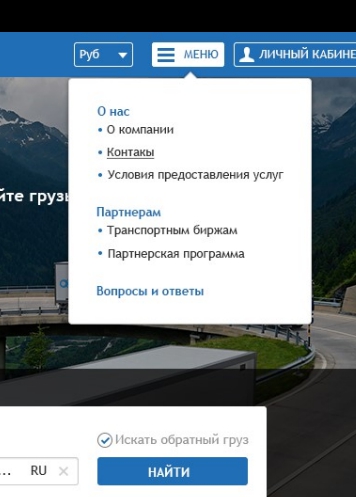 Руб
МЕНЮ
ЛИЧНЫЙ КАБИНЕ
О нас
• О компании
• Контакы
• Условия предоставления услуг
йте грузы
Партнерам
• Транспортным биржам
• Партнерская программа
Вопросы и ответы
Искать обратный груз
... RU ×
НАЙТИ